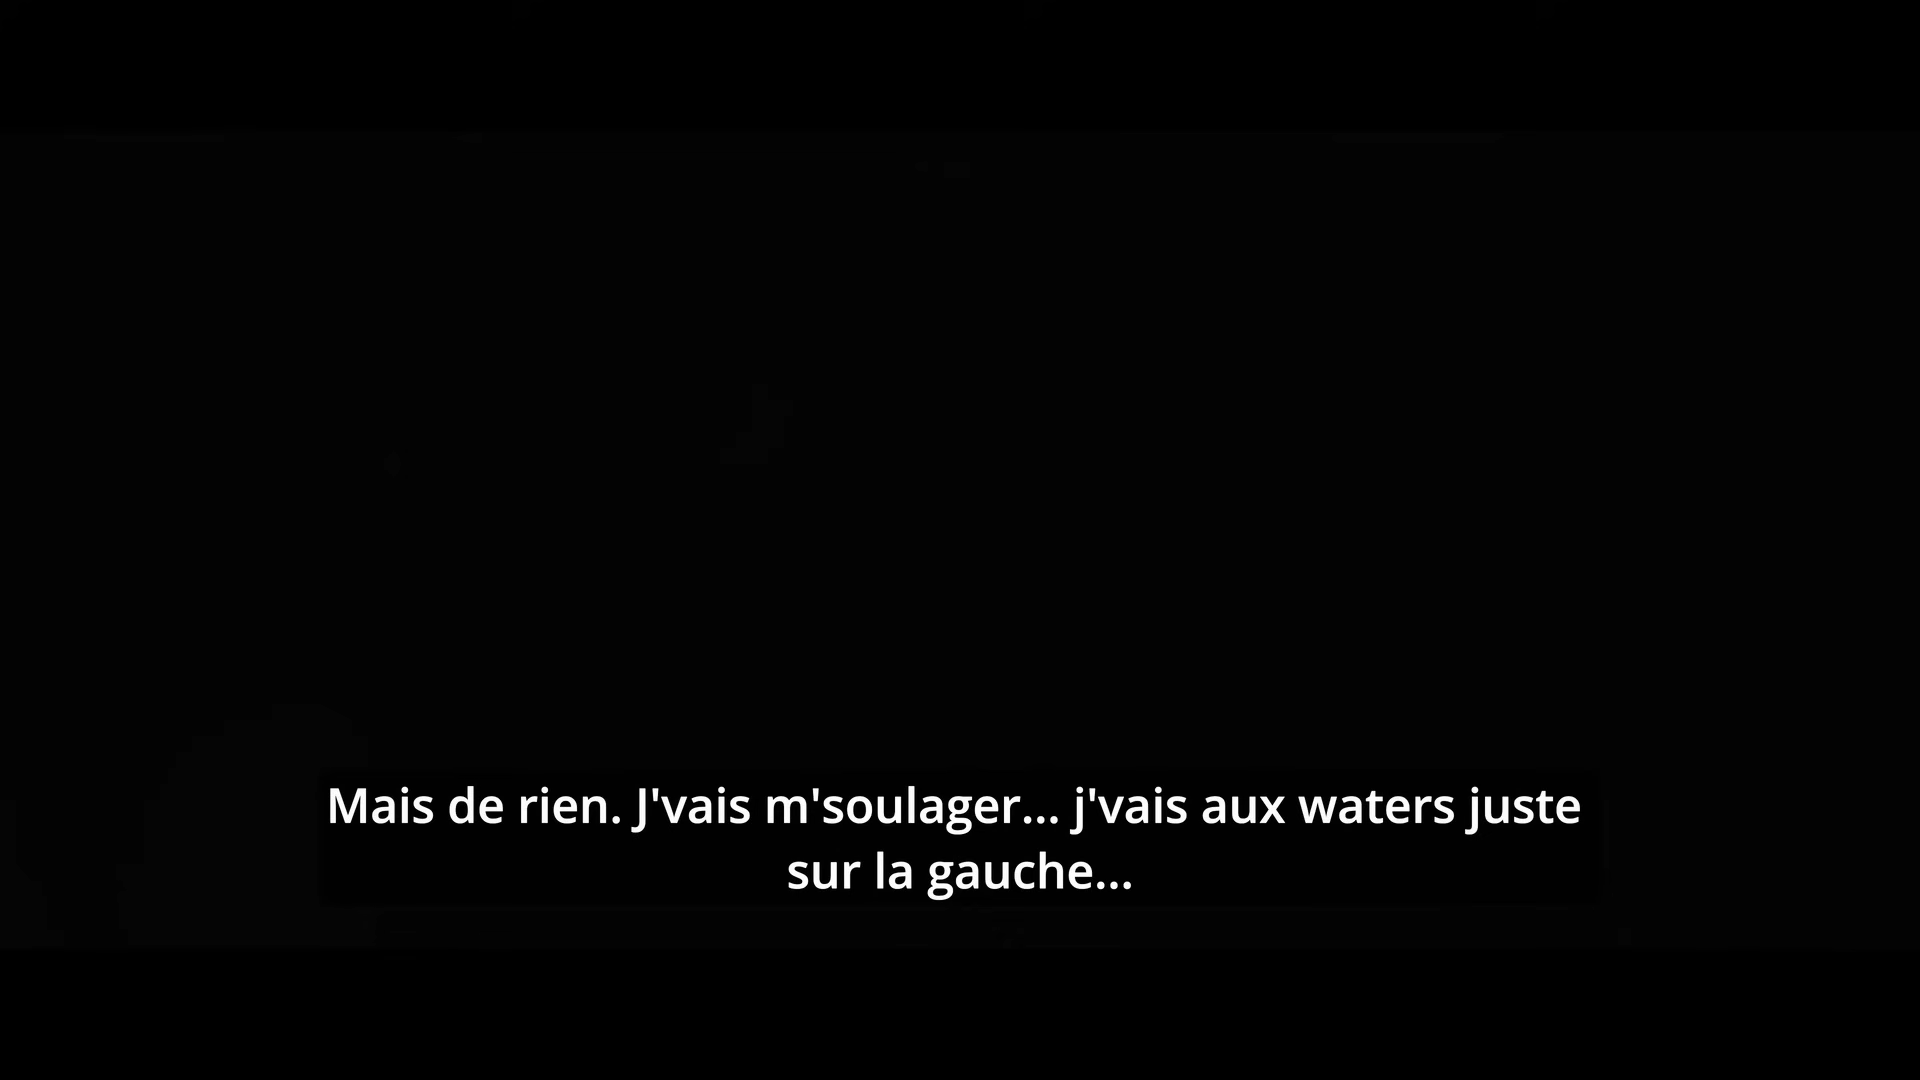 Mais de rien. J'vais m'soulager... j'vais aux waters juste
sur la gauche...